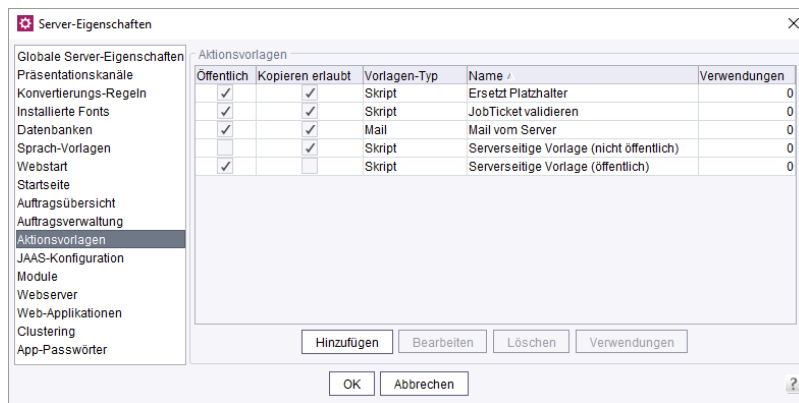 Server-Eigenschaften
Globale Server-Eigenschaften
Präsentationskanäle
Konvertierungs-Regeln
Installierte Fonts
Datenbanken
Sprach-Vorlagen
Webstart
Startseite
Auftragsübersicht
Auftragsverwaltung
Aktionsvorlagen
JAAS-Konfiguration
Module
Webserver
Web-Applikationen
Clustering
App-Passwörter
Aktionsvorlagen
Öffentlich Kopieren erlaubt Vorlagen-Typ Name Verwendungen
Skript Ersetzt Platzhalter 0
Skript JobTicket validieren 0
Mail Mail vom Server 0
Skript Serverseitige Vorlage (nicht öffentlich) 0
Skript Serverseitige Vorlage (öffentlich) 0
Hinzufügen Bearbeiten Löschen Verwendungen
OK Abbrechen ?